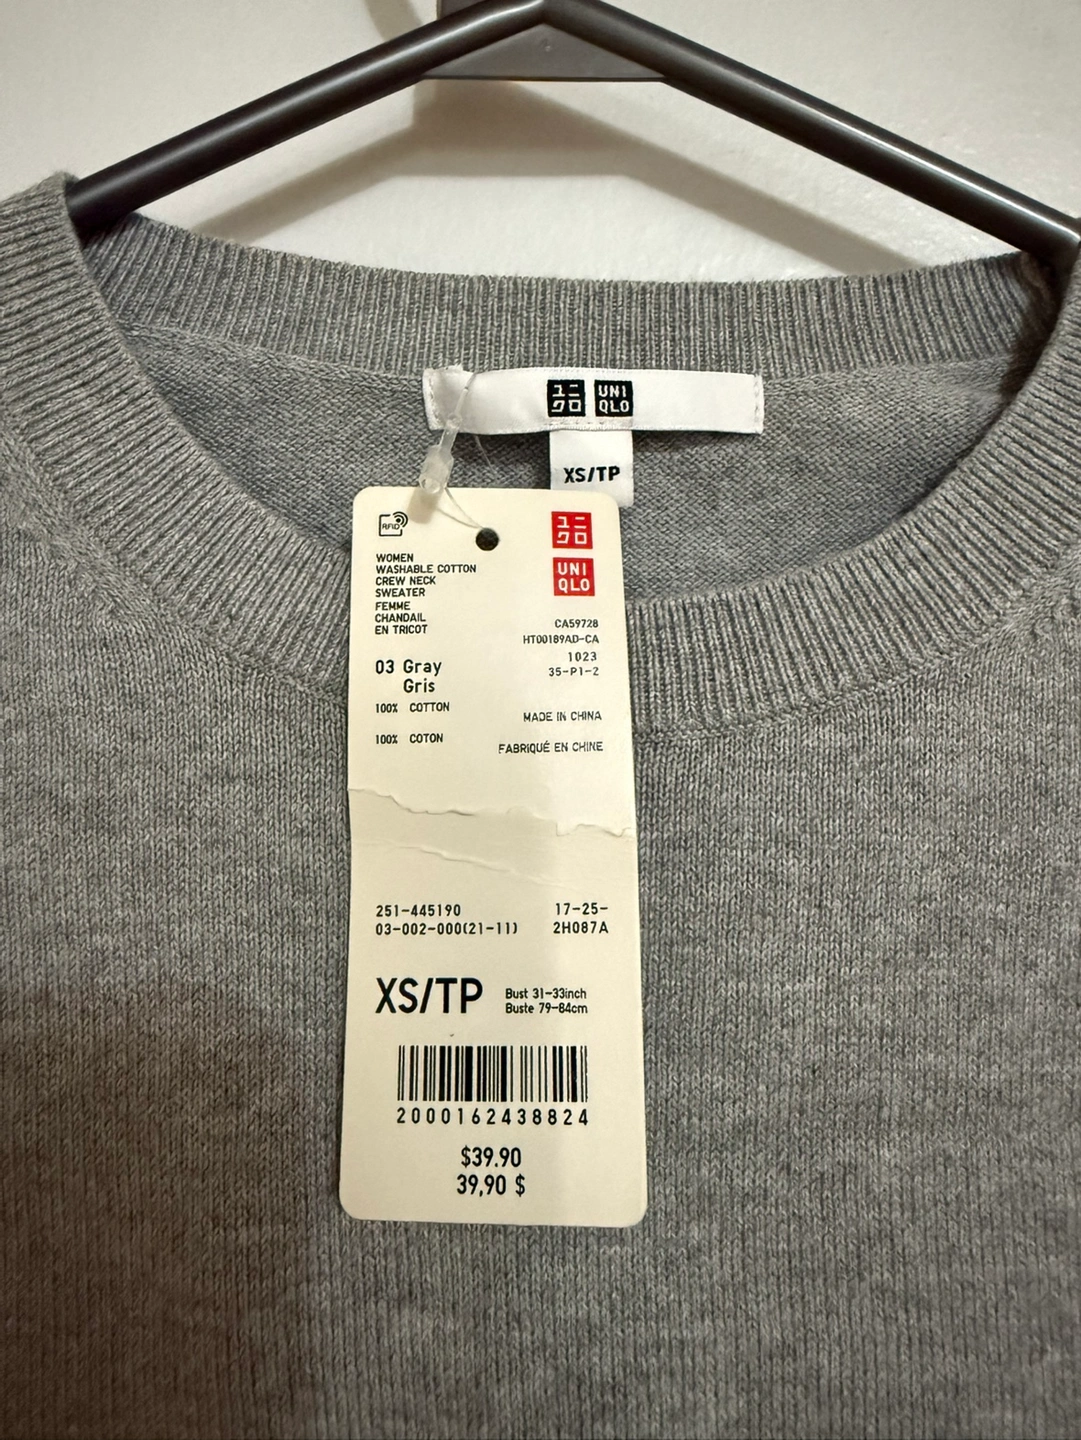 ユニ UNI
クロ QLO
XS/TP
RFID
ユニ
クロ
UNI
QLO
WOMEN
WASHABLE COTTON
CREW NECK
SWEATER
FEMME
CHANDAIL
EN TRICOT
CA59728
HT00189AD-CA
1023
35-P1-2
03 Gray
Gris
100% COTTON
100% COTON
MADE IN CHINA
FABRIQUÉ EN CHINE
251-445190
03-002-000(21-11)
17-25-
2H087A
XS/TP
Bust 31-33inch
Buste 79-84cm
2000162438824
$39.90
39,90 $